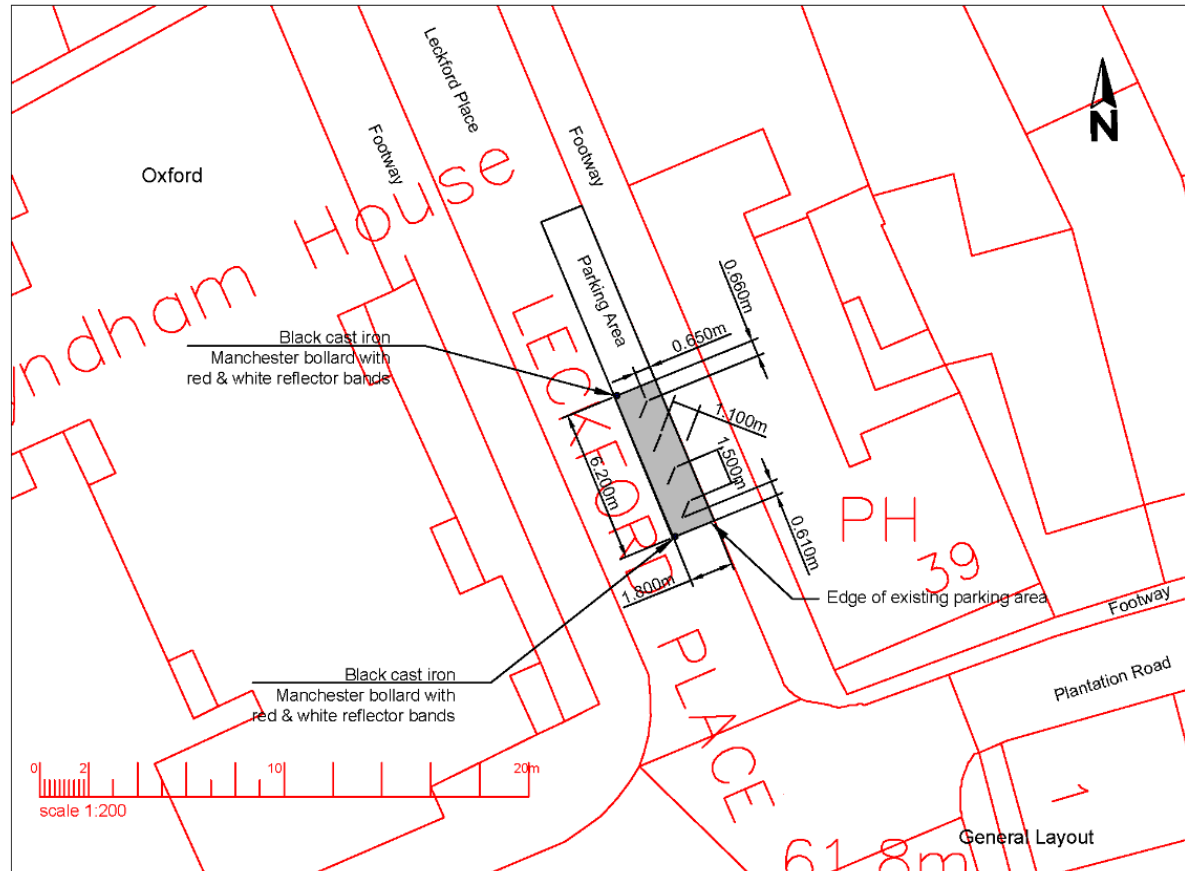 Leckford Place
Footway
Footway
Oxford
N
ndham House
Parking Area
0.660m
0.650m
Black cast iron
Manchester bollard with
red & white reflector bands
LECKFORD PLACE
1.100m
6.200m
1.500m
PH
39
0.610m
1.800m
Edge of existing parking area
Footway
Black cast iron
Manchester bollard with
red & white reflector bands
Plantation Road
0 2 10 20m
scale 1:200
1
General Layout
61.8m